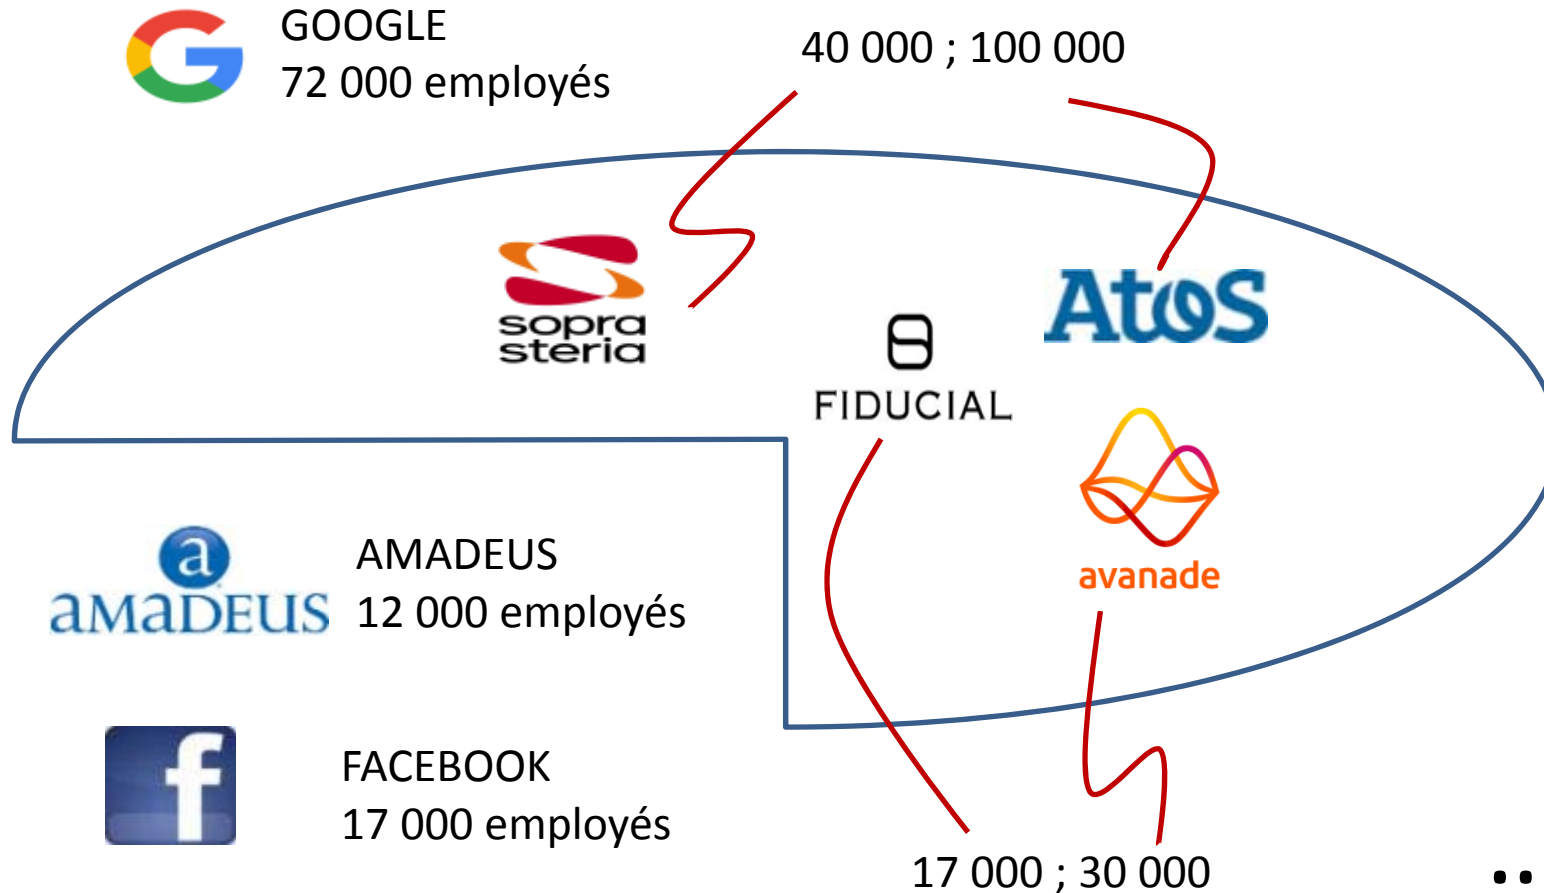 GOOGLE
72 000 employés
40 000 ; 100 000
sopra
steria
Atos
FIDUCIAL
avanade
a
amadeus
AMADEUS
12 000 employés
f
FACEBOOK
17 000 employés
17 000 ; 30 000
..